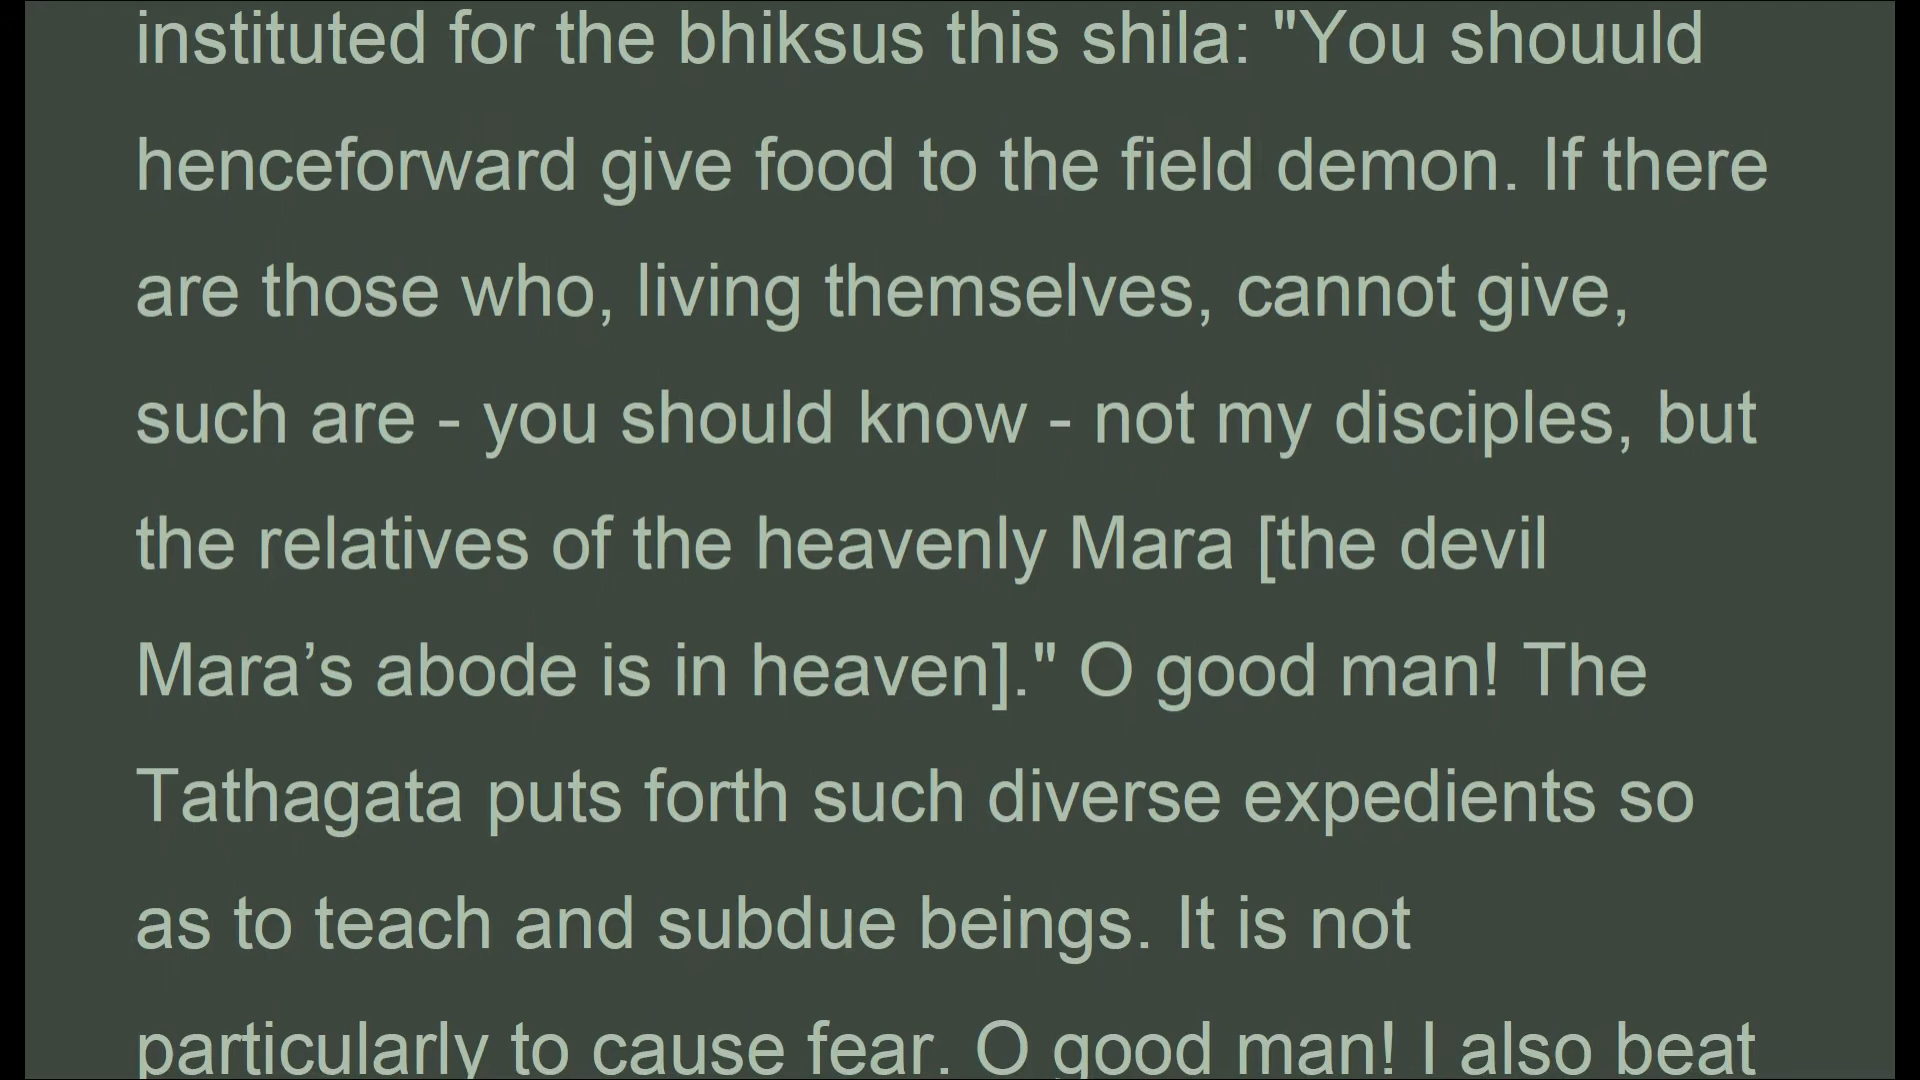 instituted for the bhiksus this shila: "You shouuld
henceforward give food to the field demon. If there
are those who, living themselves, cannot give,
such are - you should know - not my disciples, but
the relatives of the heavenly Mara [the devil
Mara’s abode is in heaven]." O good man! The
Tathagata puts forth such diverse expedients so
as to teach and subdue beings. It is not
particularly to cause fear. O good man! I also beat